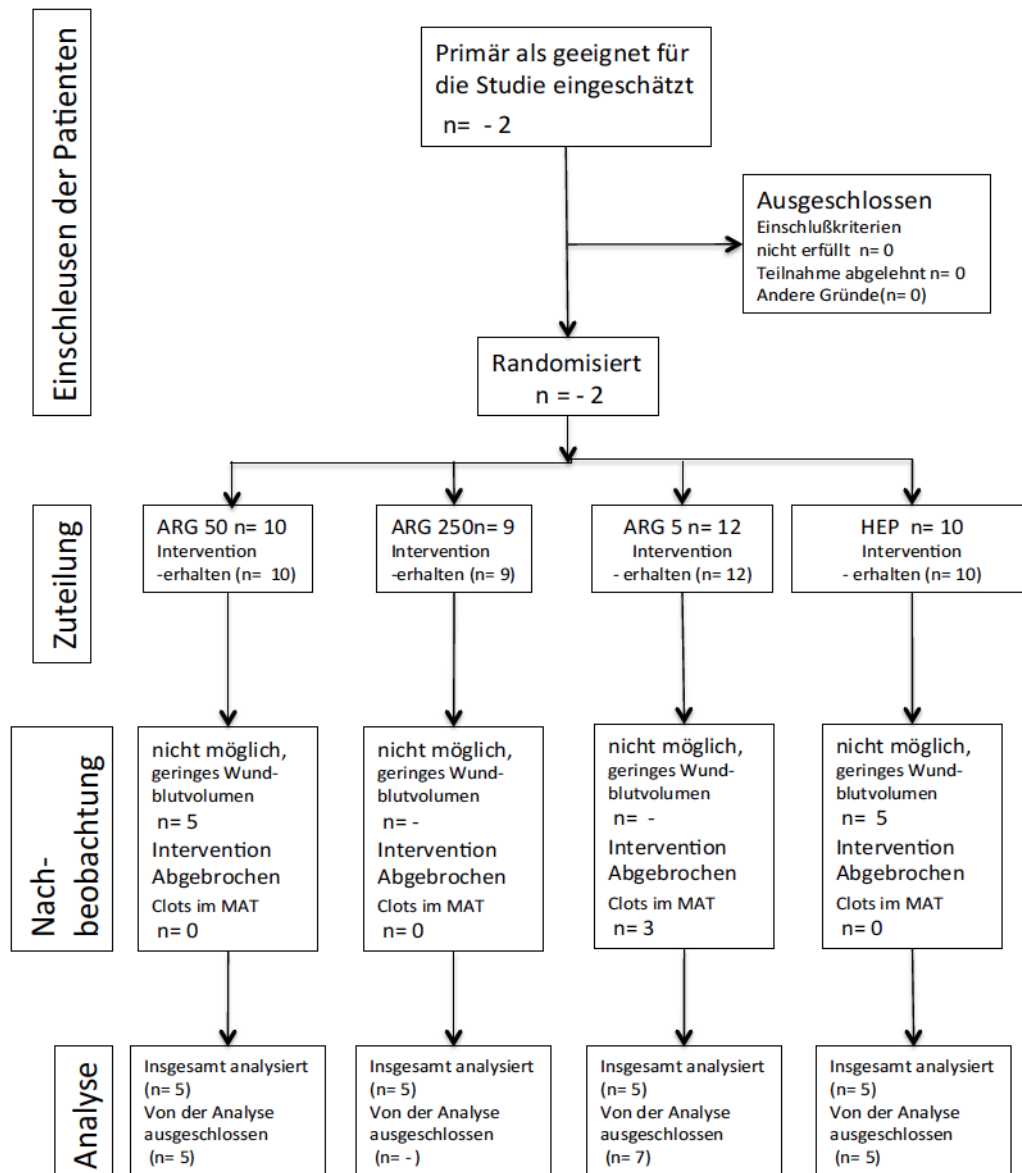 Einschleusen der Patienten
Primär als geeignet für
die Studie eingeschätzt
n= - 2
Ausgeschlossen
Einschlußkriterien
nicht erfüllt n= 0
Teilnahme abgelehnt n= 0
Andere Gründe(n= 0)
Randomisiert
n = - 2
Zuteilung
ARG 50 n= 10
Intervention
-erhalten (n= 10)
ARG 250n= 9
Intervention
-erhalten (n= 9)
ARG 5 n= 12
Intervention
- erhalten (n= 12)
HEP n= 10
Intervention
- erhalten (n= 10)
Nach-
beobachtung
nicht möglich,
geringes Wund-
blutvolumen
n= 5
Intervention
Abgebrochen
Clots im MAT
n= 0
nicht möglich,
geringes Wund-
blutvolumen
n= -
Intervention
Abgebrochen
Clots im MAT
n= 0
nicht möglich,
geringes Wund-
blutvolumen
n= -
Intervention
Abgebrochen
Clots im MAT
n= 3
nicht möglich,
geringes Wund-
blutvolumen
n= 5
Intervention
Abgebrochen
Clots im MAT
n= 0
Analyse
Insgesamt analysiert
(n= 5)
Von der Analyse
ausgeschlossen
(n= 5)
Insgesamt analysiert
(n= 5)
Von der Analyse
ausgeschlossen
(n= -)
Insgesamt analysiert
(n= 5)
Von der Analyse
ausgeschlossen
(n= 7)
Insgesamt analysiert
(n= 5)
Von der Analyse
ausgeschlossen
(n= 5)